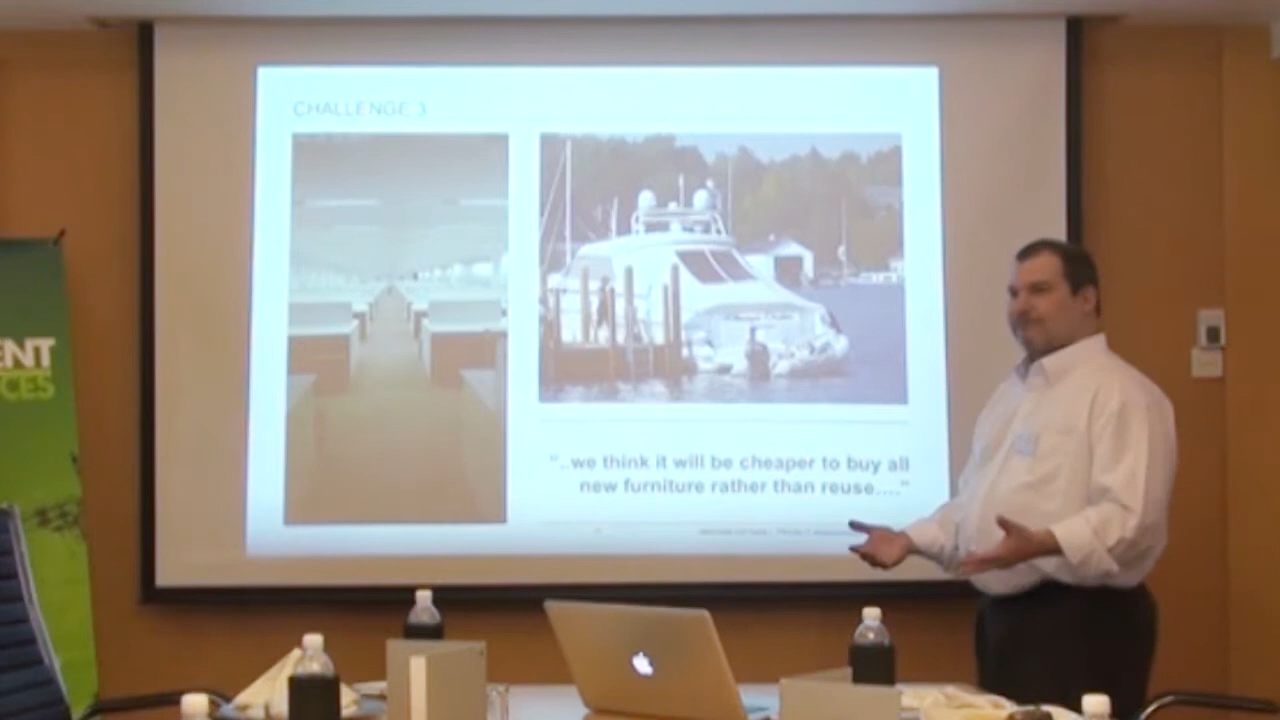 CHALLENGE 3
"..we think it will be cheaper to buy all
new furniture rather than reuse...."
ENT
CES